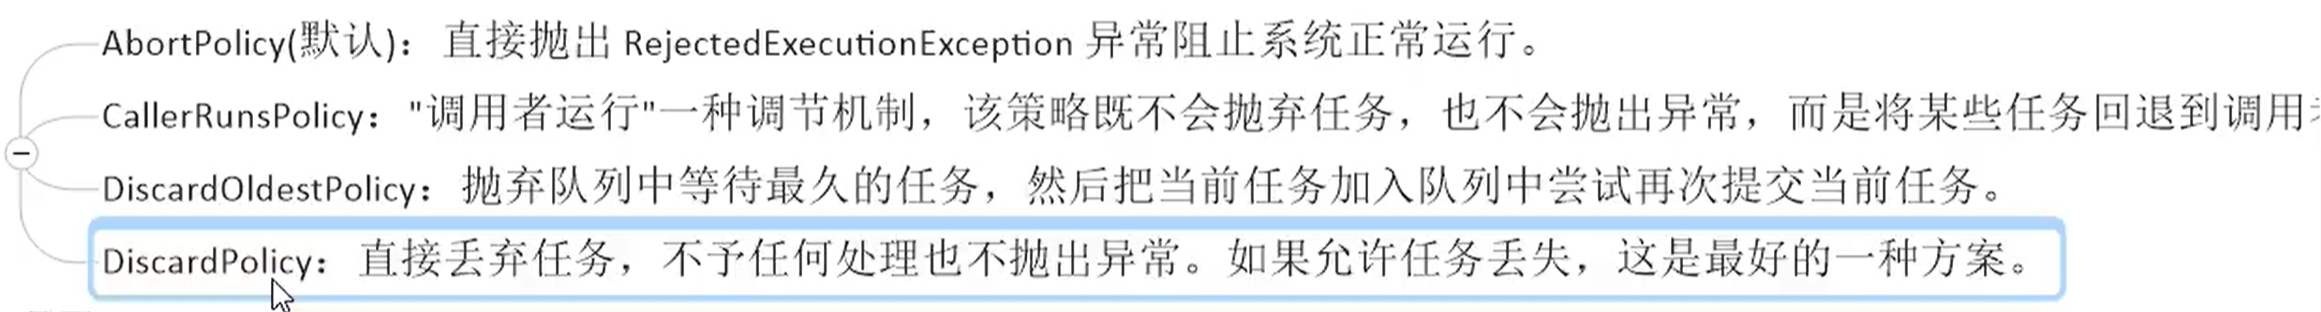 AbortPolicy(默认)：直接抛出 RejectedExecutionException 异常阻止系统正常运行。
CallerRunsPolicy："调用者运行"一种调节机制，该策略既不会抛弃任务，也不会抛出异常，而是将某些任务回退到调用
DiscardOldestPolicy：抛弃队列中等待最久的任务，然后把当前任务加入队列中尝试再次提交当前任务。
DiscardPolicy：直接丢弃任务，不予任何处理也不抛出异常。如果允许任务丢失，这是最好的一种方案。